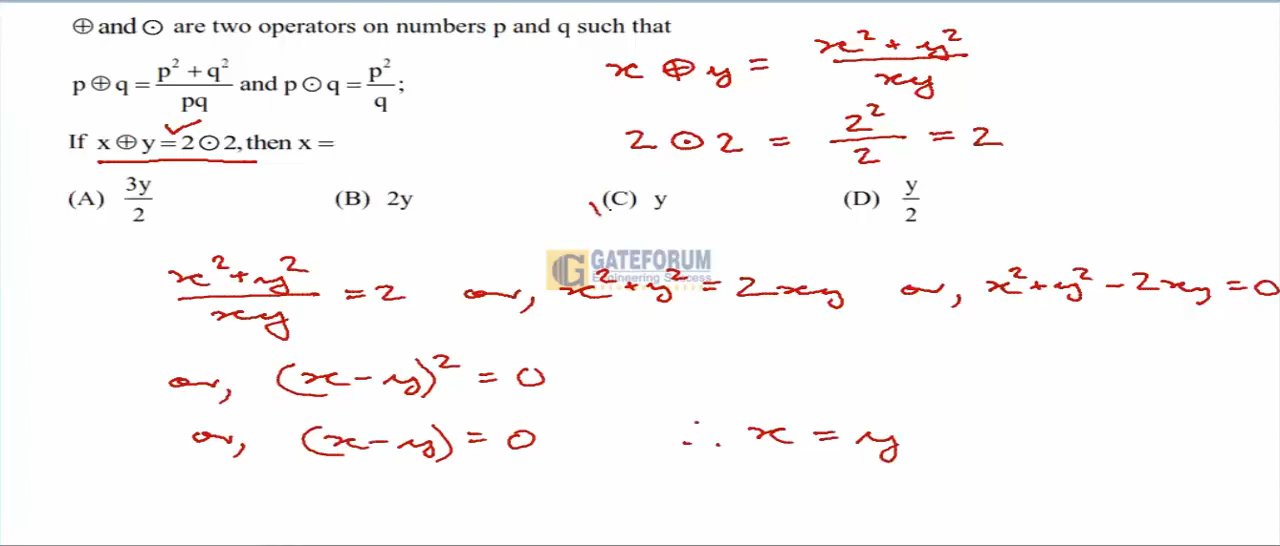 ⊕ and ⊙ are two operators on numbers p and q such that
p ⊕ q = (p² + q²)/(pq) and p ⊙ q = p²/q;
x ⊕ y = (x² + y²)/(xy)
If x ⊕ y = 2 ⊙ 2, then x =
2 ⊙ 2 = 2²/2 = 2
(A) 3y/2 (B) 2y (C) y (D) y/2
GATEFORUM
Engineering Success
(x² + y²)/(xy) = 2 or, x² + y² = 2xy or, x² + y² - 2xy = 0
or, (x - y)² = 0
or, (x - y) = 0 ∴ x = y